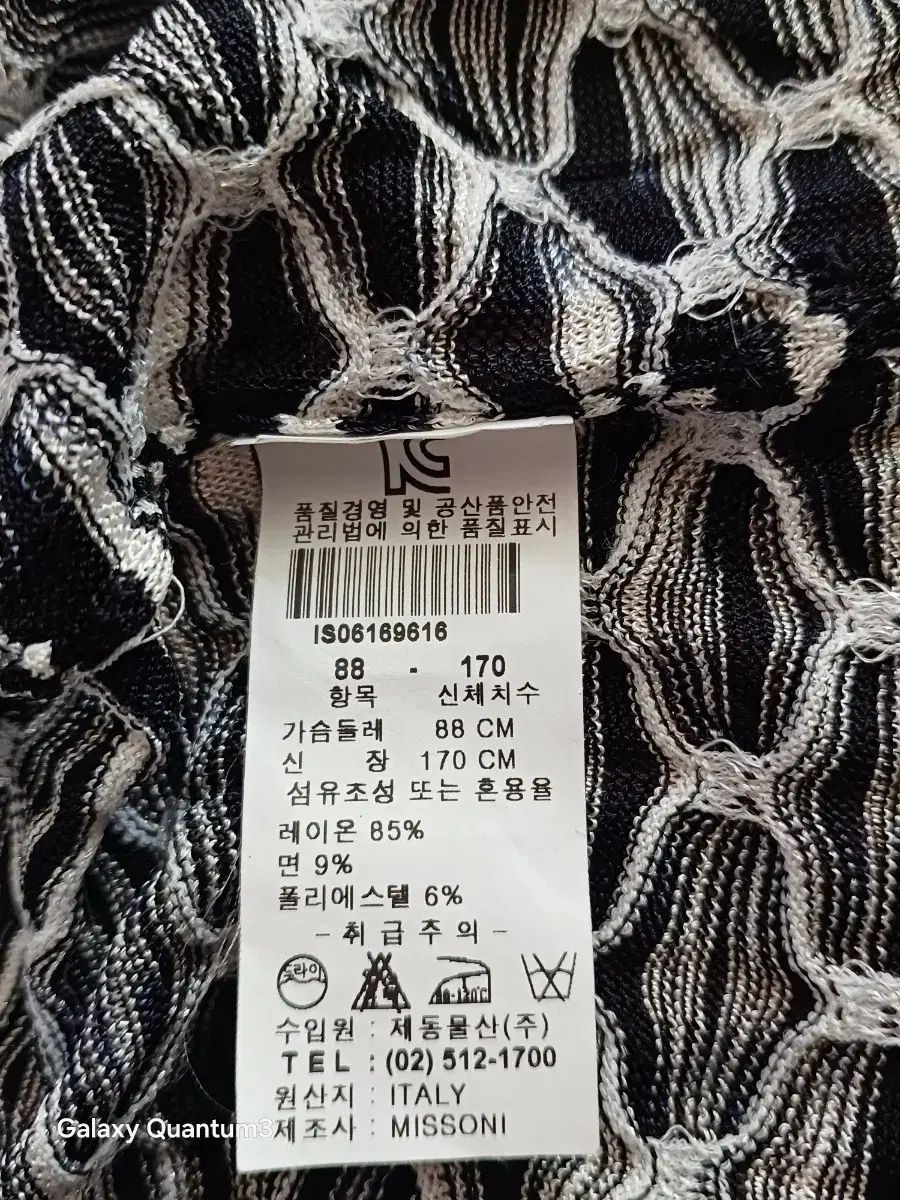 품질경영 및 공산품안전
관리법에 의한 품질표시
IS06169616
88 - 170
항목 신체치수
가슴둘레 88 CM
신 장 170 CM
섬유조성 또는 혼용율
레이온 85%
면 9%
폴리에스텔 6%
- 취 급 주 의 -
드라이
수입원 : 제동물산(주)
TEL : (02) 512-1700
원산지 : ITALY
제조사 : MISSONI
Galaxy Quantum3